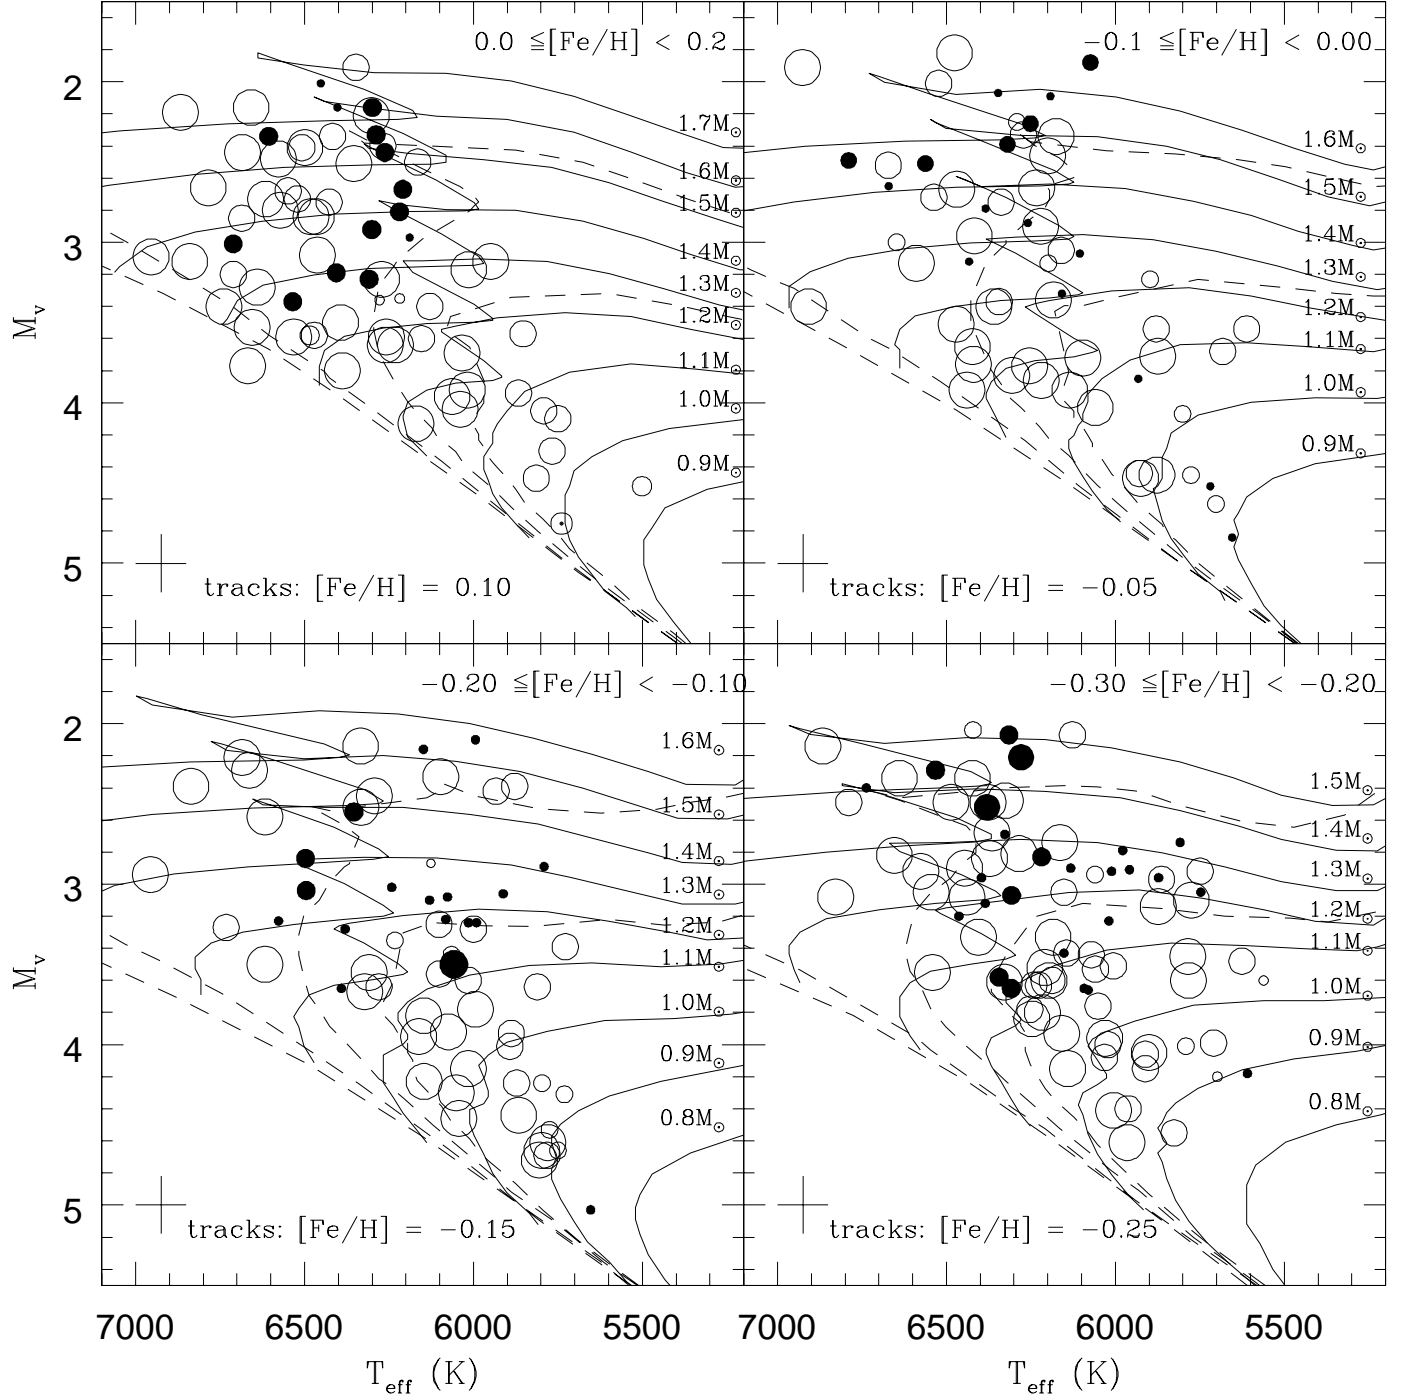 0.0 ≦[Fe/H] < 0.2
−0.1 ≦[Fe/H] < 0.00
2
3
4
5
M_v
1.7M⊙
1.6M⊙
1.5M⊙
1.4M⊙
1.3M⊙
1.2M⊙
1.1M⊙
1.0M⊙
0.9M⊙
tracks: [Fe/H] = 0.10
1.6M⊙
1.5M⊙
1.4M⊙
1.3M⊙
1.2M⊙
1.1M⊙
1.0M⊙
0.9M⊙
tracks: [Fe/H] = −0.05
−0.20 ≦[Fe/H] < −0.10
−0.30 ≦[Fe/H] < −0.20
2
3
4
5
M_v
1.6M⊙
1.5M⊙
1.4M⊙
1.3M⊙
1.2M⊙
1.1M⊙
1.0M⊙
0.9M⊙
0.8M⊙
tracks: [Fe/H] = −0.15
1.5M⊙
1.4M⊙
1.3M⊙
1.2M⊙
1.1M⊙
1.0M⊙
0.9M⊙
0.8M⊙
tracks: [Fe/H] = −0.25
7000 6500 6000 5500 7000 6500 6000 5500
T_eff (K) T_eff (K)